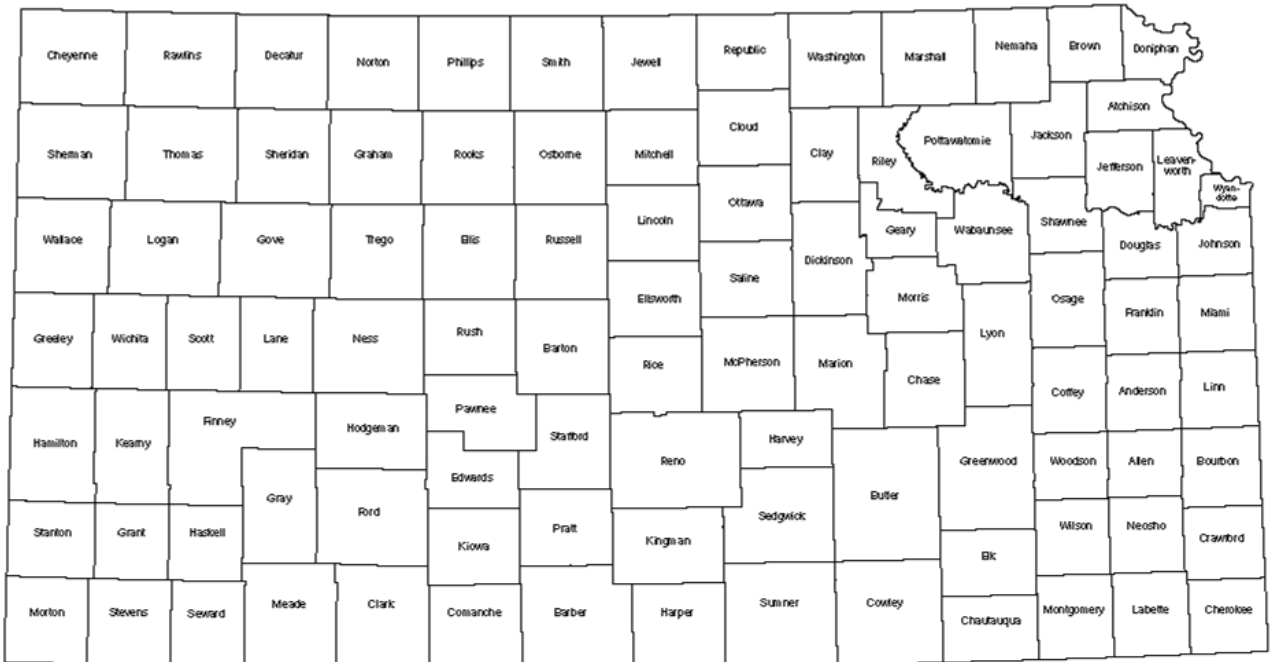 Cheyenne
Rawlins
Decatur
Norton
Phillips
Smith
Jewell
Republic
Washington
Marshall
Nemaha
Brown
Doniphan
Sherman
Thomas
Sheridan
Graham
Rooks
Osborne
Mitchell
Cloud
Clay
Riley
Pottawatomie
Jackson
Atchison
Jefferson
Leaven-
worth
Wyan-
dotte
Wallace
Logan
Gove
Trego
Ellis
Russell
Lincoln
Ottawa
Dickinson
Geary
Wabaunsee
Shawnee
Douglas
Johnson
Ellsworth
Saline
Morris
Lyon
Osage
Franklin
Miami
Greeley
Wichita
Scott
Lane
Ness
Rush
Barton
Rice
McPherson
Marion
Chase
Coffey
Anderson
Linn
Hamilton
Kearny
Finney
Hodgeman
Pawnee
Stafford
Reno
Harvey
Butler
Greenwood
Woodson
Allen
Bourbon
Gray
Ford
Edwards
Stanton
Grant
Haskell
Kiowa
Pratt
Kingman
Sedgwick
Elk
Wilson
Neosho
Crawford
Morton
Stevens
Seward
Meade
Clark
Comanche
Barber
Harper
Sumner
Cowley
Chautauqua
Montgomery
Labette
Cherokee